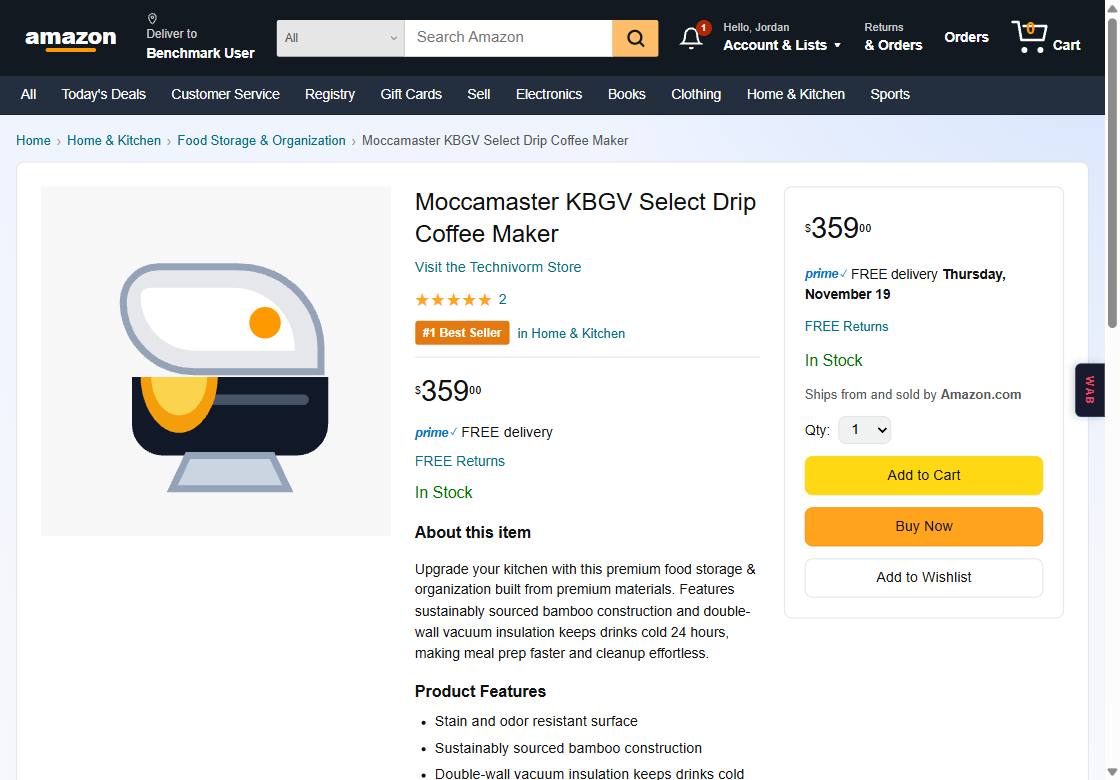 amazon
Deliver to
Benchmark User
All
Search Amazon
1
Hello, Jordan
Account & Lists
Returns
& Orders
Orders
0
Cart
All
Today's Deals
Customer Service
Registry
Gift Cards
Sell
Electronics
Books
Clothing
Home & Kitchen
Sports
Home › Home & Kitchen › Food Storage & Organization › Moccamaster KBGV Select Drip Coffee Maker
Moccamaster KBGV Select Drip
Coffee Maker
Visit the Technivorm Store
★★★★★ 2
#1 Best Seller in Home & Kitchen
$35900
prime✓ FREE delivery
FREE Returns
In Stock
About this item
Upgrade your kitchen with this premium food storage &
organization built from premium materials. Features
sustainably sourced bamboo construction and double-
wall vacuum insulation keeps drinks cold 24 hours,
making meal prep faster and cleanup effortless.
Product Features
• Stain and odor resistant surface
• Sustainably sourced bamboo construction
• Double-wall vacuum insulation keeps drinks cold
$35900
prime✓ FREE delivery Thursday,
November 19
FREE Returns
In Stock
Ships from and sold by Amazon.com
Qty: 1
Add to Cart
Buy Now
Add to Wishlist
WAB